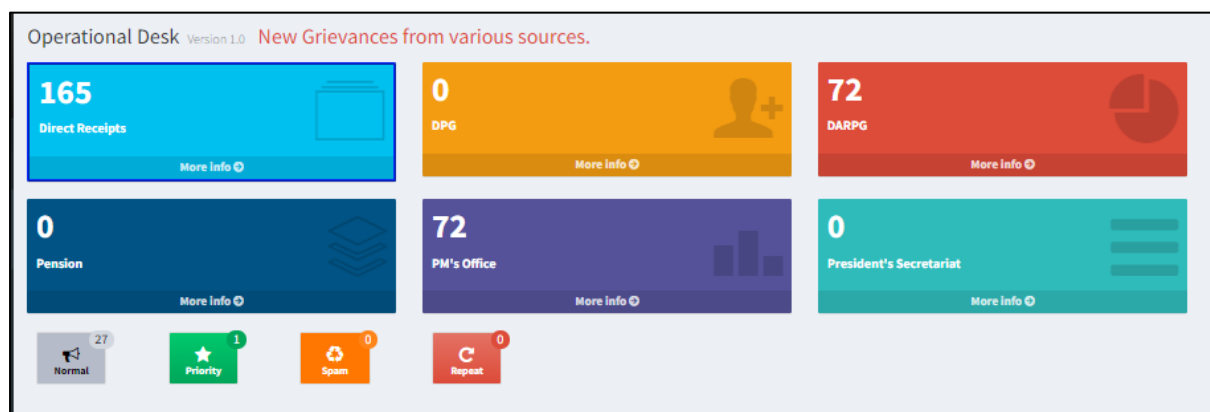 Operational Desk Version 1.0 New Grievances from various sources.
165
Direct Receipts
More info
0
DPG
More info
72
DARPG
More info
0
Pension
More info
72
PM's Office
More info
0
President's Secretariat
More info
27
Normal
1
Priority
0
Spam
0
Repeat